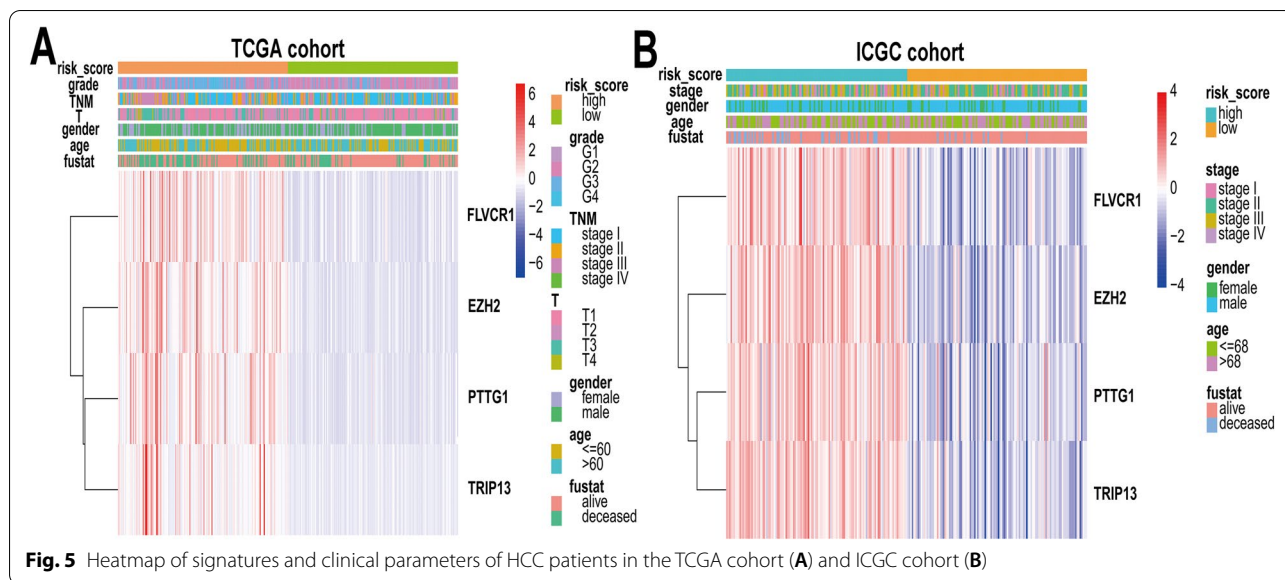 A
TCGA cohort
risk_score
grade
TNM
T
gender
age
fustat
FLVCR1
EZH2
PTTG1
TRIP13
6
4
2
0
−2
−4
−6
risk_score
high
low
grade
G1
G2
G3
G4
TNM
stage I
stage II
stage III
stage IV
T
T1
T2
T3
T4
gender
female
male
age
<=60
>60
fustat
alive
deceased
B
ICGC cohort
risk_score
stage
gender
age
fustat
FLVCR1
EZH2
PTTG1
TRIP13
4
2
0
−2
−4
risk_score
high
low
stage
stage I
stage II
stage III
stage IV
gender
female
male
age
<=68
>68
fustat
alive
deceased
Fig. 5 Heatmap of signatures and clinical parameters of HCC patients in the TCGA cohort (A) and ICGC cohort (B)